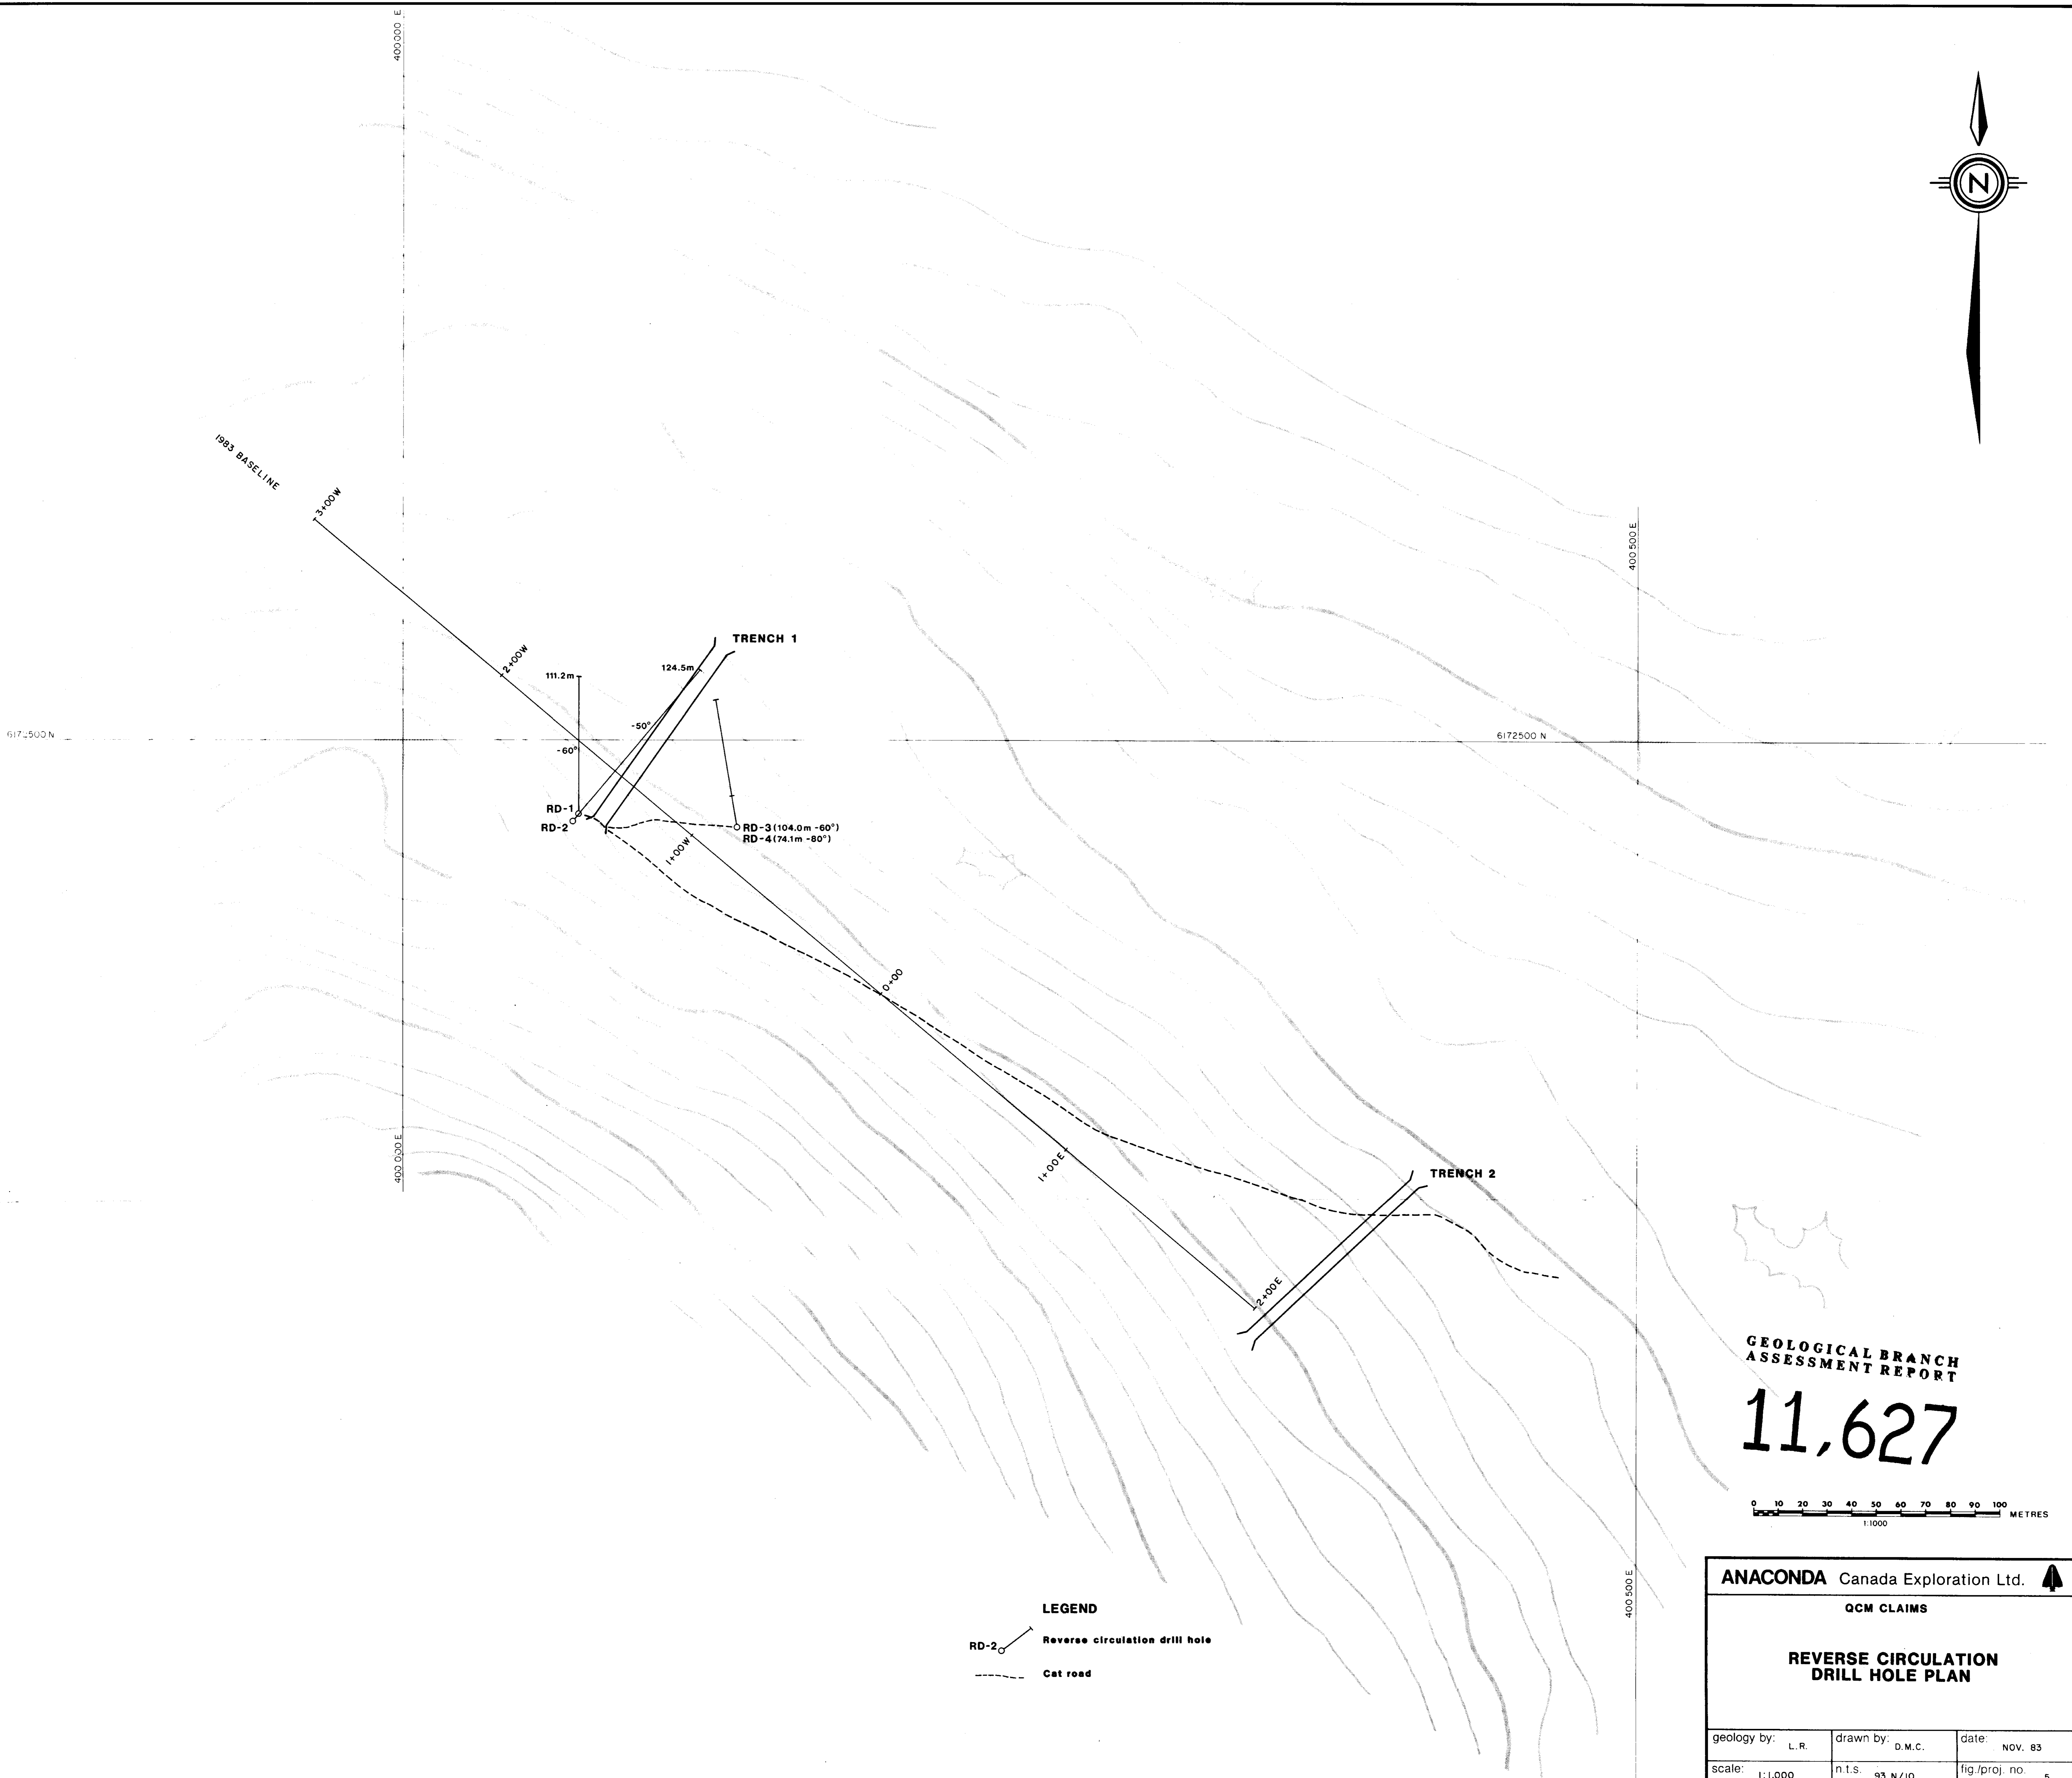 400000 E
N
1983 BASELINE
3+00W
400 500 E
2+00W
TRENCH 1
124.5m
111.2m
-50°
-60°
6172500 N
RD-1
RD-2
RD-3 (104.0m -60°)
RD-4 (74.1m -80°)
1+00W
0+00
400 000 E
1+00E
TRENCH 2
2+00E
GEOLOGICAL BRANCH
ASSESSMENT REPORT
11,627
0 10 20 30 40 50 60 70 80 90 100
METRES
1:1000
400 500 E
LEGEND
RD-2
Reverse circulation drill hole
Cat road
ANACONDA Canada Exploration Ltd.
QCM CLAIMS
REVERSE CIRCULATION
DRILL HOLE PLAN
geology by: L.R.
drawn by: D.M.C.
date: NOV. 83
scale: 1:1,000
n.t.s. 93 N/10
fig./proj. no. 5